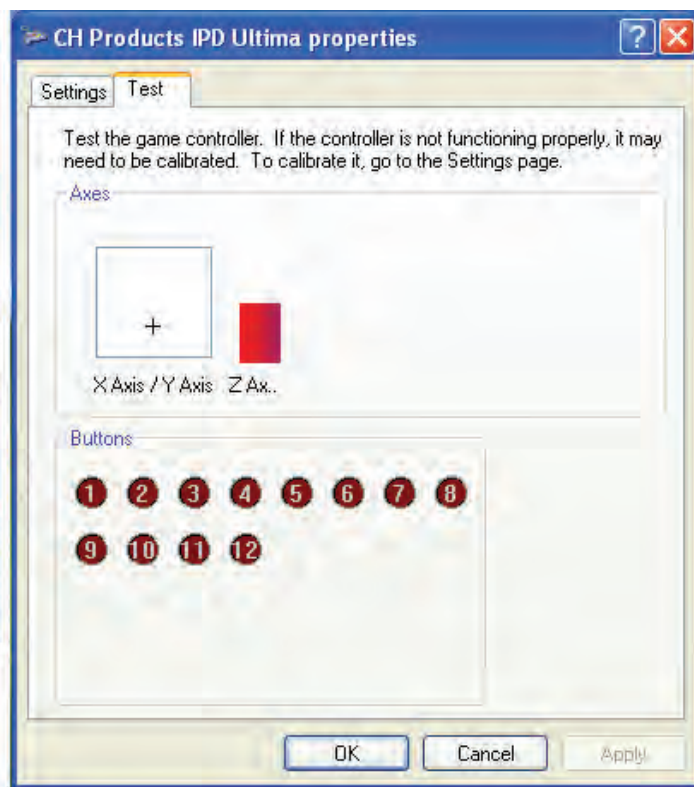 CH Products IPD Ultima properties
Settings Test
Test the game controller. If the controller is not functioning properly, it may
need to be calibrated. To calibrate it, go to the Settings page.
Axes
X Axis / Y Axis Z Ax..
Buttons
1 2 3 4 5 6 7 8
9 10 11 12
OK Cancel Apply